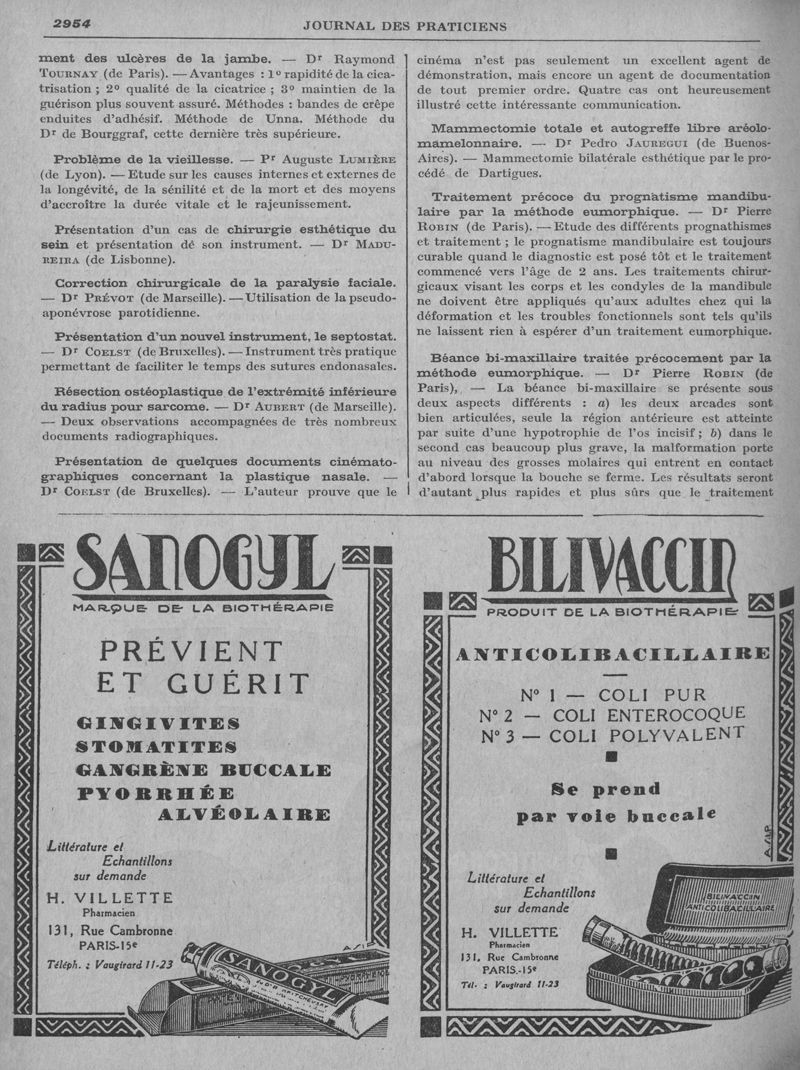 2954
JOURNAL DES PRATICIENS
ment des ulcères de la jambe. — Dr Raymond
TOURNAY (de Paris). — Avantages : 1º rapidité de la cica-
trisation ; 2º qualité de la cicatrice ; 3º maintien de la
guérison plus souvent assuré. Méthodes : bandes de crêpe
enduites d'adhésif. Méthode de Unna. Méthode du
Dr de Bourggraf, cette dernière très supérieure.
Problème de la vieillesse. — Pr Auguste LUMIÈRE
(de Lyon). — Etude sur les causes internes et externes de
la longévité, de la sénilité et de la mort et des moyens
d'accroître la durée vitale et le rajeunissement.
Présentation d'un cas de chirurgie esthétique du
sein et présentation dé son instrument. — Dr MADU-
REIRA (de Lisbonne).
Correction chirurgicale de la paralysie faciale.
— Dr PRÉVOT (de Marseille). — Utilisation de la pseudo-
aponévrose parotidienne.
Présentation d'un nouvel instrument, le septostat.
— Dr COELST (de Bruxelles). — Instrument très pratique
permettant de faciliter le temps des sutures endonasales.
Résection ostéoplastique de l'extrémité inférieure
du radius pour sarcome. — Dr AUBERT (de Marseille).
— Deux observations accompagnées de très nombreux
documents radiographiques.
Présentation de quelques documents cinémato-
graphiques concernant la plastique nasale. —
Dr COELST (de Bruxelles). — L'auteur prouve que le
cinéma n'est pas seulement un excellent agent de
démonstration, mais encore un agent de documentation
de tout premier ordre. Quatre cas ont heureusement
illustré cette intéressante communication.
Mammectomie totale et autogreffe libre aréolo-
mamelonnaire. — Dr Pedro JAUREGUI (de Buenos-
Aires). — Mammectomie bilatérale esthétique par le pro-
cédé de Dartigues.
Traitement précoce du prognatisme mandibu-
laire par la méthode eumorphique. — Dr Pierre
ROBIN (de Paris). — Etude des différents prognathismes
et traitement ; le prognatisme mandibulaire est toujours
curable quand le diagnostic est posé tôt et le traitement
commencé vers l'âge de 2 ans. Les traitements chirur-
gicaux visant les corps et les condyles de la mandibule
ne doivent être appliqués qu'aux adultes chez qui la
déformation et les troubles fonctionnels sont tels qu'ils
ne laissent rien à espérer d'un traitement eumorphique.
Béance bi-maxillaire traitée précocement par la
méthode eumorphique. — Dr Pierre ROBIN (de
Paris), — La béance bi-maxillaire se présente sous
deux aspects différents : a) les deux arcades sont
bien articulées, seule la région antérieure est atteinte
par suite d'une hypotrophie de l'os incisif ; b) dans le
second cas beaucoup plus grave, la malformation porte
au niveau des grosses molaires qui entrent en contact
d'abord lorsque la bouche se ferme. Les résultats seront
d'autant plus rapides et plus sûrs que le traitement
SANOGYL
MARQUE DE LA BIOTHÉRAPIE
PRÉVIENT
ET GUÉRIT
GINGIVITES
STOMATITES
GANGRÈNE BUCCALE
PYORRHÉE
ALVÉOLAIRE
Littérature et
Echantillons
sur demande
H. VILLETTE
Pharmacien
131, Rue Cambronne
PARIS-15e
Téléph. : Vaugirard 11-23
SANOGYL
BILIVACCIN
PRODUIT DE LA BIOTHÉRAPIE
ANTICOLIBACILLAIRE
Nº 1 — COLI PUR
Nº 2 — COLI ENTEROCOQUE
Nº 3 — COLI POLYVALENT
Se prend
par voie buccale
Littérature et
Echantillons
sur demande
H. VILLETTE
Pharmacien
131, Rue Cambronne
PARIS.-15e
Tél. : Vaugirard 11-23
BILIVACCIN
ANTICOLIBACILLAIRE